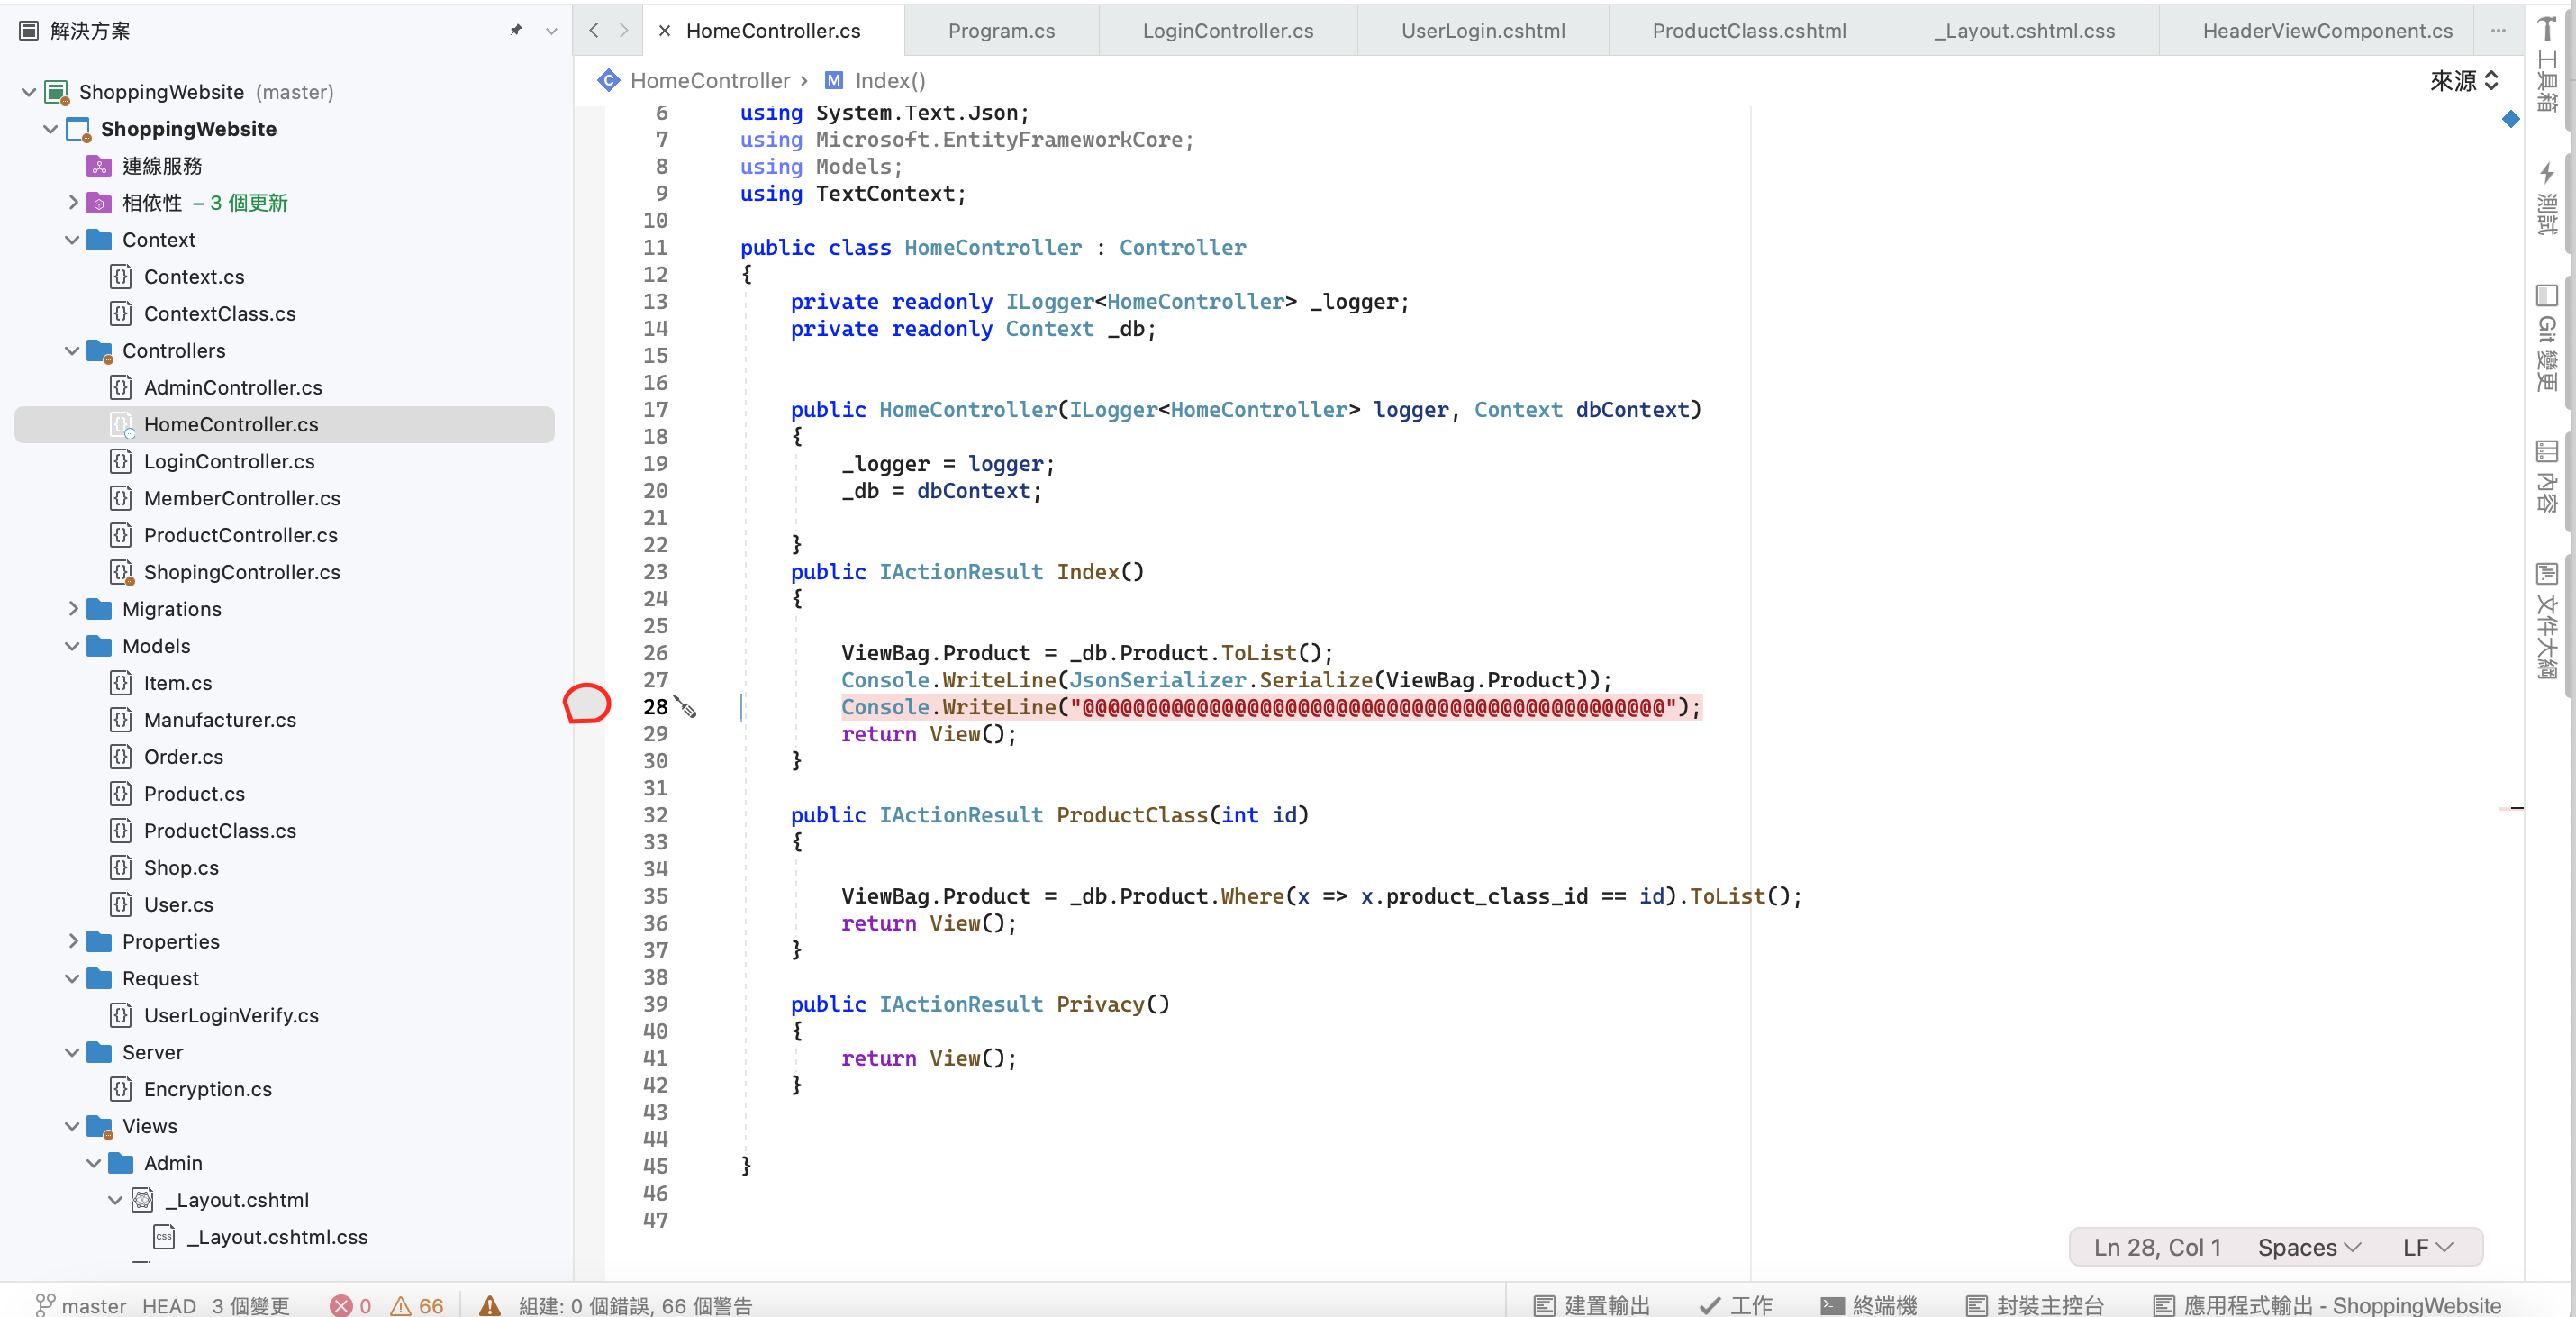 解決方案
ShoppingWebsite (master)
ShoppingWebsite
連線服務
相依性 – 3 個更新
Context
Context.cs
ContextClass.cs
Controllers
AdminController.cs
HomeController.cs
LoginController.cs
MemberController.cs
ProductController.cs
ShopingController.cs
Migrations
Models
Item.cs
Manufacturer.cs
Order.cs
Product.cs
ProductClass.cs
Shop.cs
User.cs
Properties
Request
UserLoginVerify.cs
Server
Encryption.cs
Views
Admin
_Layout.cshtml
_Layout.cshtml.css
HomeController.cs Program.cs LoginController.cs UserLogin.cshtml ProductClass.cshtml _Layout.cshtml.css HeaderViewComponent.cs
HomeController › M Index() 來源
6 using System.Text.Json;
7 using Microsoft.EntityFrameworkCore;
8 using Models;
9 using TextContext;
10
11 public class HomeController : Controller
12 {
13 private readonly ILogger<HomeController> _logger;
14 private readonly Context _db;
15
16
17 public HomeController(ILogger<HomeController> logger, Context dbContext)
18 {
19 _logger = logger;
20 _db = dbContext;
21
22 }
23 public IActionResult Index()
24 {
25
26 ViewBag.Product = _db.Product.ToList();
27 Console.WriteLine(JsonSerializer.Serialize(ViewBag.Product));
28 Console.WriteLine("@@@@@@@@@@@@@@@@@@@@@@@@@@@@@@@@@@@@@@@@@@@@@@");
29 return View();
30 }
31
32 public IActionResult ProductClass(int id)
33 {
34
35 ViewBag.Product = _db.Product.Where(x => x.product_class_id == id).ToList();
36 return View();
37 }
38
39 public IActionResult Privacy()
40 {
41 return View();
42 }
43
44
45 }
46
47
Ln 28, Col 1 Spaces LF
工具箱
測試
Git 變更
內容
文件大綱
master HEAD 3 個變更 0 66 組建: 0 個錯誤, 66 個警告 建置輸出 工作 終端機 封裝主控台 應用程式輸出 - ShoppingWebsite